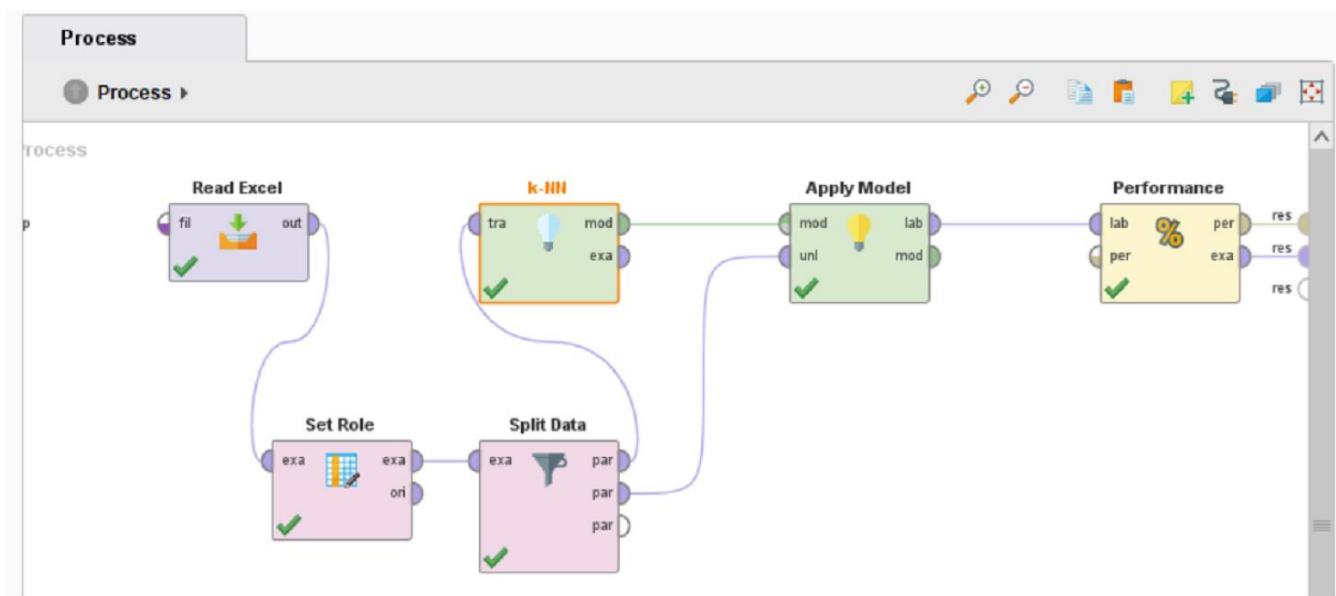 Process
Process
rocess
p
Read Excel
fil
out
k-NN
tra
mod
exa
Apply Model
mod
lab
unl
mod
Performance
lab
%
per
res
per
exa
res
res
Set Role
exa
exa
ori
Split Data
exa
par
par
par